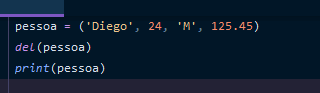 pessoa = ('Diego', 24, 'M', 125.45)
del(pessoa)
print(pessoa)